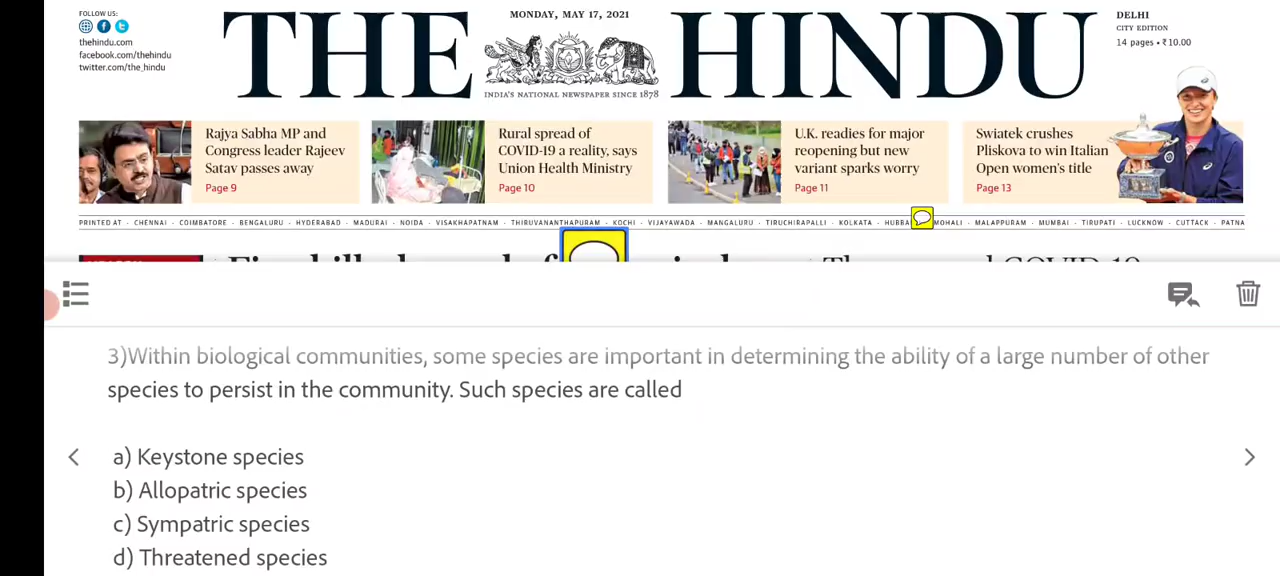 FOLLOW US:
thehindu.com
facebook.com/thehindu
twitter.com/the_hindu
MONDAY, MAY 17, 2021
THE HINDU
INDIA'S NATIONAL NEWSPAPER SINCE 1878
DELHI
CITY EDITION
14 pages • ₹10.00
Rajya Sabha MP and
Congress leader Rajeev
Satav passes away
Page 9
Rural spread of
COVID-19 a reality, says
Union Health Ministry
Page 10
U.K. readies for major
reopening but new
variant sparks worry
Page 11
Swiatek crushes
Pliskova to win Italian
Open women's title
Page 13
PRINTED AT · CHENNAI · COIMBATORE · BENGALURU · HYDERABAD · MADURAI · NOIDA · VISAKHAPATNAM · THIRUVANANTHAPURAM · KOCHI · VIJAYAWADA · MANGALURU · TIRUCHIRAPALLI · KOLKATA · HUBBA MOHALI · MALAPPURAM · MUMBAI · TIRUPATI · LUCKNOW · CUTTACK · PATNA
3)Within biological communities, some species are important in determining the ability of a large number of other
species to persist in the community. Such species are called
a) Keystone species
b) Allopatric species
c) Sympatric species
d) Threatened species